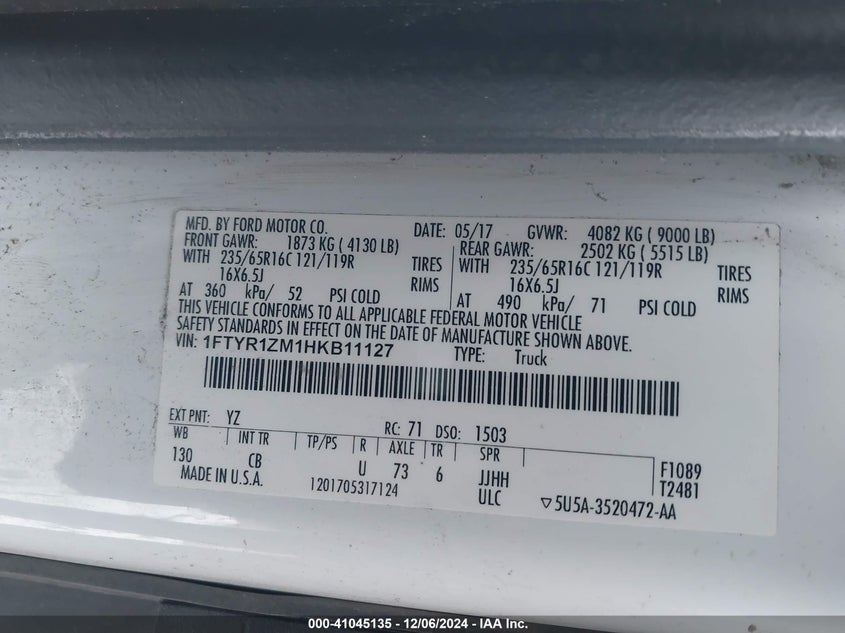 MFD. BY FORD MOTOR CO. DATE: 05/17 GVWR: 4082 KG ( 9000 LB)
FRONT GAWR: 1873 KG ( 4130 LB) REAR GAWR: 2502 KG ( 5515 LB)
WITH 235/65R16C 121/119R TIRES WITH 235/65R16C 121/119R TIRES
16X6.5J RIMS 16X6.5J RIMS
AT 360 kPa/ 52 PSI COLD AT 490 kPa/ 71 PSI COLD
THIS VEHICLE CONFORMS TO ALL APPLICABLE FEDERAL MOTOR VEHICLE
SAFETY STANDARDS IN EFFECT ON THE DATE OF MANUFACTURE SHOWN ABOVE.
VIN: 1FTYR1ZM1HKB11127 TYPE: Truck
EXT PNT: YZ RC: 71 DSO: 1503
WB INT TR TP/PS R AXLE TR SPR
130 CB U 73 6 JJHH F1089
MADE IN U.S.A. 1201705317124 ULC T2481
▽5U5A-3520472-AA
000-41045135 - 12/06/2024 - IAA Inc.